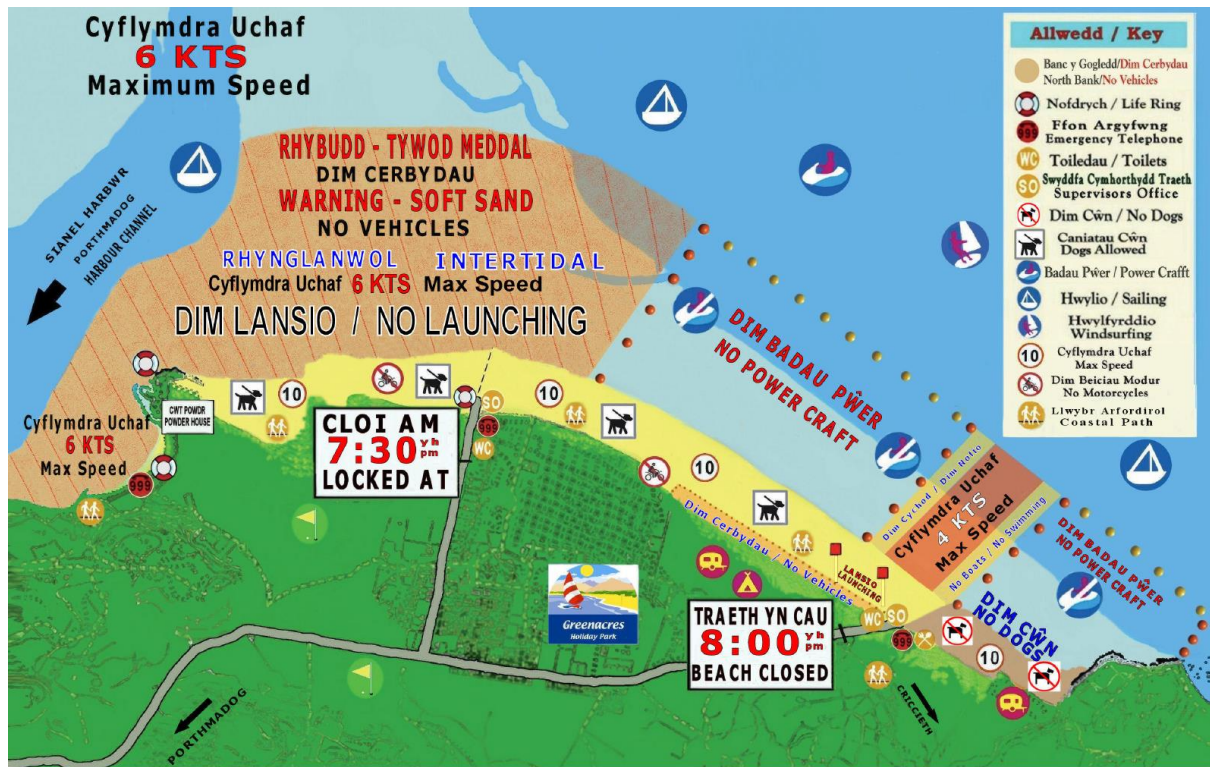 Cyflymdra Uchaf
6 KTS
Maximum Speed
SIANEL HARBWR
PORTHMADOG
HARBOUR CHANNEL
RHYBUDD - TYWOD MEDDAL
DIM CERBYDAU
WARNING - SOFT SAND
NO VEHICLES
RHYNGLANWOL INTERTIDAL
Cyflymdra Uchaf 6 KTS Max Speed
DIM LANSIO / NO LAUNCHING
Allwedd / Key
Banc y Gogledd/Dim Cerbydau
North Bank/No Vehicles
Nofdrych / Life Ring
999
Ffon Argyfwng
Emergency Telephone
WC
Toiledau / Toilets
SO
Swyddfa Cymhorthydd Traeth
Supervisors Office
Dim Cŵn / No Dogs
Caniatau Cŵn
Dogs Allowed
Badau Pŵer / Power Crafft
Hwylio / Sailing
Hwylfyrddio
Windsurfing
10
Cyflymdra Uchaf
Max Speed
Dim Beiciau Modur
No Motorcycles
Llwybr Arfordirol
Coastal Path
DIM BADAU PŴER
NO POWER CRAFT
CWT POWDR
POWDER HOUSE
Cyflymdra Uchaf
6 KTS
Max Speed
999
10
CLOI AM
7:30 yh pm
LOCKED AT
SO
999
WC
10
10
Dim Cerbydau / No Vehicles
LANSIO
LAUNCHING
Dim Cychod / Dim Nofio
Cyflymdra Uchaf
4 KTS
Max Speed
No Boats / No Swimming
DIM BADAU PŴER
NO POWER CRAFT
DIM CŴN
NO DOGS
Greenacres
Holiday Park
TRAETH YN CAU
8:00 yh pm
BEACH CLOSED
WC
SO
999
10
CRICCIETH
PORTHMADOG